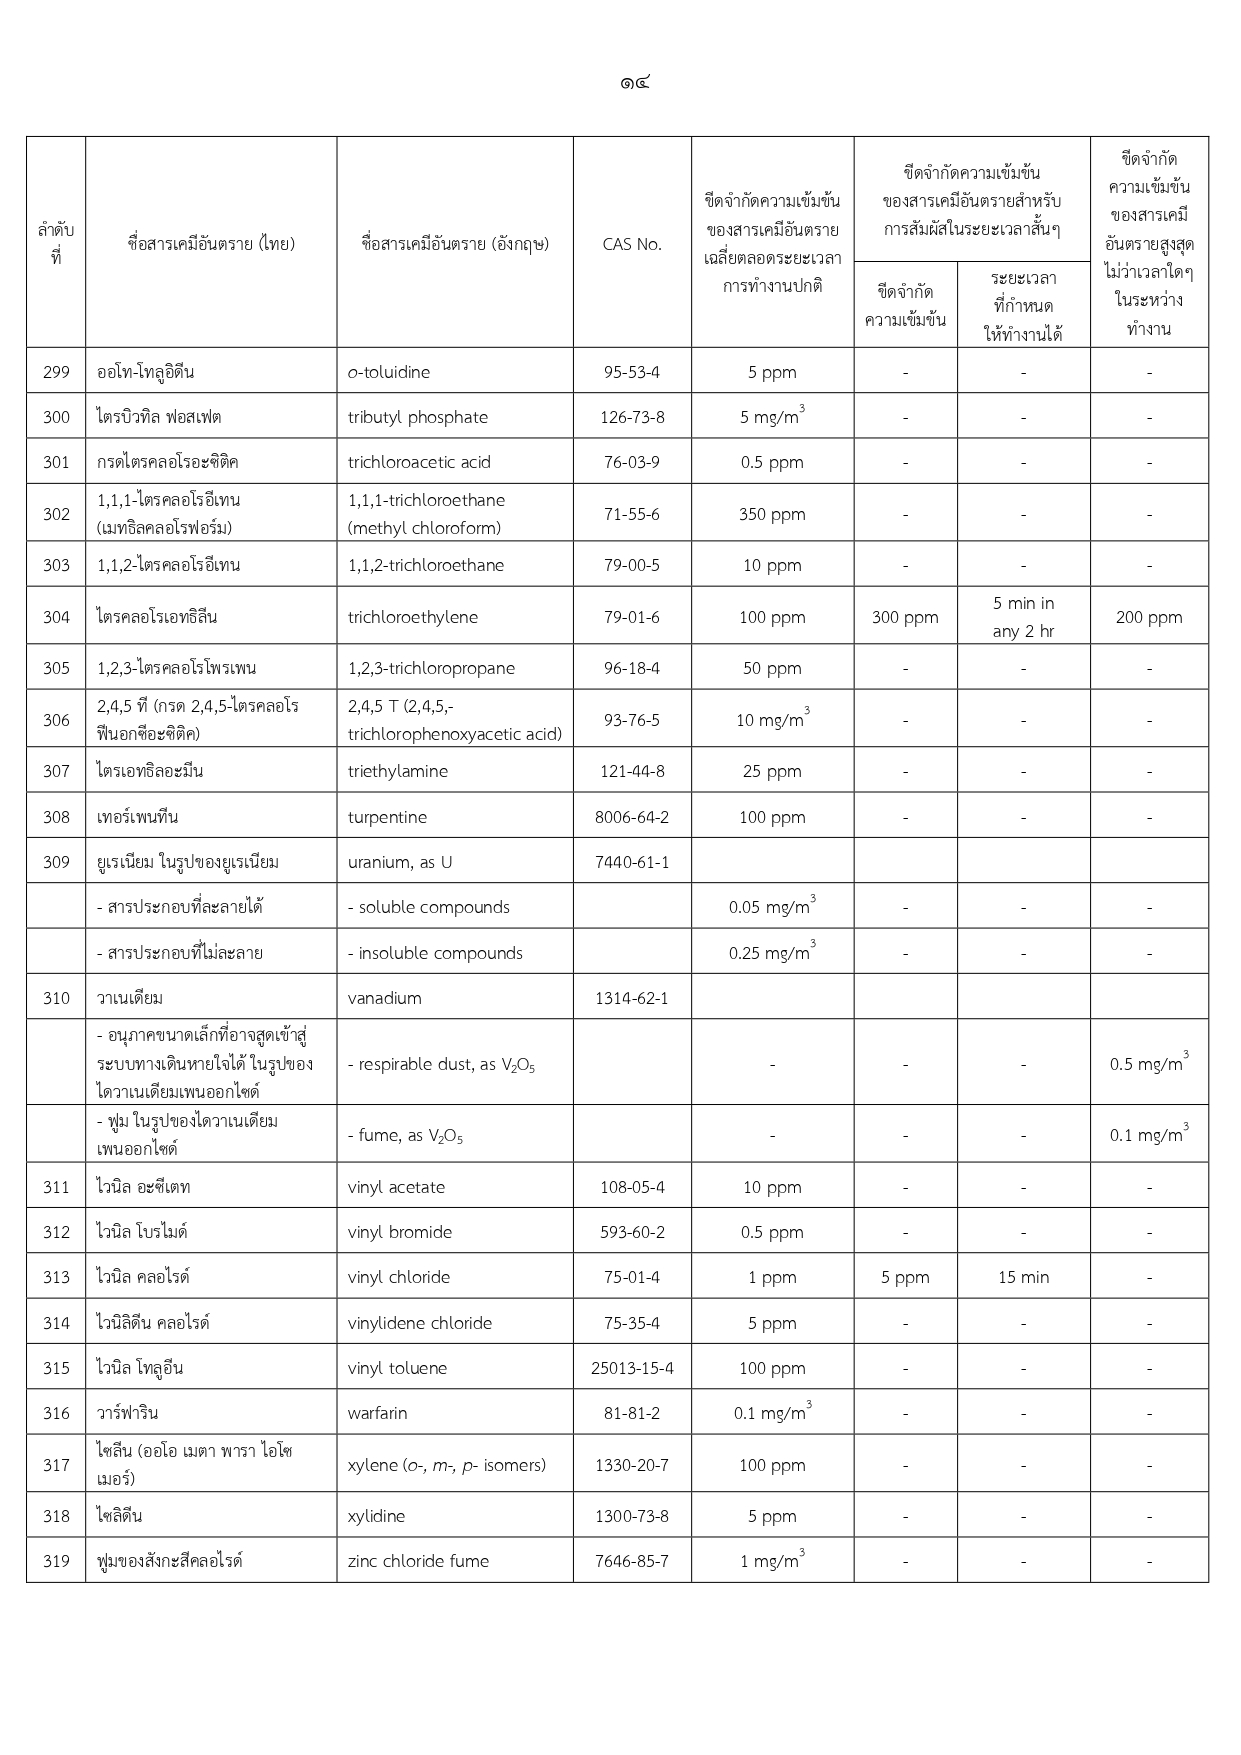 ๑๔
ลำดับ
ที่
ชื่อสารเคมีอันตราย (ไทย)
ชื่อสารเคมีอันตราย (อังกฤษ)
CAS No.
ขีดจำกัดความเข้มข้น
ของสารเคมีอันตราย
เฉลี่ยตลอดระยะเวลา
การทำงานปกติ
ขีดจำกัดความเข้มข้น
ของสารเคมีอันตรายสำหรับ
การสัมผัสในระยะเวลาสั้นๆ
ขีดจำกัด
ความเข้มข้น
ระยะเวลา
ที่กำหนด
ให้ทำงานได้
ขีดจำกัด
ความเข้มข้น
ของสารเคมี
อันตรายสูงสุด
ไม่ว่าเวลาใดๆ
ในระหว่าง
ทำงาน
299 ออโท-โทลูอิดีน o-toluidine 95-53-4 5 ppm - - -
300 ไตรบิวทิล ฟอสเฟต tributyl phosphate 126-73-8 5 mg/m³ - - -
301 กรดไตรคลอโรอะซิติค trichloroacetic acid 76-03-9 0.5 ppm - - -
302 1,1,1-ไตรคลอโรอีเทน
(เมทธิลคลอโรฟอร์ม) 1,1,1-trichloroethane
(methyl chloroform) 71-55-6 350 ppm - - -
303 1,1,2-ไตรคลอโรอีเทน 1,1,2-trichloroethane 79-00-5 10 ppm - - -
304 ไตรคลอโรเอทธิลีน trichloroethylene 79-01-6 100 ppm 300 ppm 5 min in
any 2 hr 200 ppm
305 1,2,3-ไตรคลอโรโพรเพน 1,2,3-trichloropropane 96-18-4 50 ppm - - -
306 2,4,5 ที (กรด 2,4,5-ไตรคลอโร
ฟีนอกซีอะซิติค) 2,4,5 T (2,4,5,-
trichlorophenoxyacetic acid) 93-76-5 10 mg/m³ - - -
307 ไตรเอทธิลอะมีน triethylamine 121-44-8 25 ppm - - -
308 เทอร์เพนทีน turpentine 8006-64-2 100 ppm - - -
309 ยูเรเนียม ในรูปของยูเรเนียม uranium, as U 7440-61-1
- สารประกอบที่ละลายได้ - soluble compounds 0.05 mg/m³ - - -
- สารประกอบที่ไม่ละลาย - insoluble compounds 0.25 mg/m³ - - -
310 วาเนเดียม vanadium 1314-62-1
- อนุภาคขนาดเล็กที่อาจสูดเข้าสู่
ระบบทางเดินหายใจได้ ในรูปของ
ไดวาเนเดียมเพนออกไซด์ - respirable dust, as V₂O₅ - - - 0.5 mg/m³
- ฟูม ในรูปของไดวาเนเดียม
เพนออกไซด์ - fume, as V₂O₅ - - - 0.1 mg/m³
311 ไวนิล อะซีเตท vinyl acetate 108-05-4 10 ppm - - -
312 ไวนิล โบรไมด์ vinyl bromide 593-60-2 0.5 ppm - - -
313 ไวนิล คลอไรด์ vinyl chloride 75-01-4 1 ppm 5 ppm 15 min -
314 ไวนิลิดีน คลอไรด์ vinylidene chloride 75-35-4 5 ppm - - -
315 ไวนิล โทลูอีน vinyl toluene 25013-15-4 100 ppm - - -
316 วาร์ฟาริน warfarin 81-81-2 0.1 mg/m³ - - -
317 ไซลีน (ออโอ เมตา พารา ไอโซ
เมอร์) xylene (o-, m-, p- isomers) 1330-20-7 100 ppm - - -
318 ไซลิดีน xylidine 1300-73-8 5 ppm - - -
319 ฟูมของสังกะสีคลอไรด์ zinc chloride fume 7646-85-7 1 mg/m³ - - -